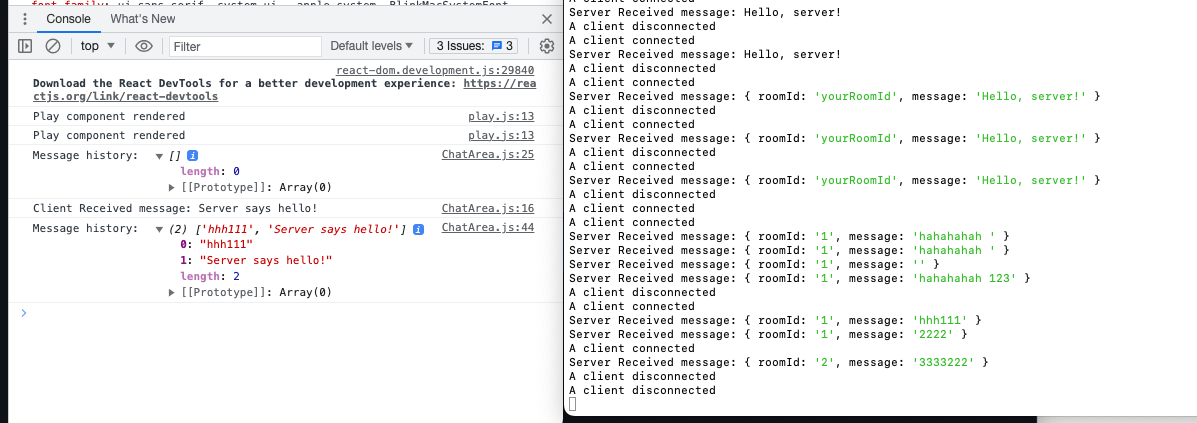 Console What's New
top Filter Default levels 3 Issues: 3
react-dom.development.js:29840
Download the React DevTools for a better development experience: https://rea
ctjs.org/link/react-devtools
Play component rendered play.js:13
Play component rendered play.js:13
Message history: [] ChatArea.js:25
length: 0
[[Prototype]]: Array(0)
Client Received message: Server says hello! ChatArea.js:16
Message history: (2) ['hhh111', 'Server says hello!'] ChatArea.js:44
0: "hhh111"
1: "Server says hello!"
length: 2
[[Prototype]]: Array(0)
>
A client connected
Server Received message: Hello, server!
A client disconnected
A client connected
Server Received message: Hello, server!
A client disconnected
A client connected
Server Received message: { roomId: 'yourRoomId', message: 'Hello, server!' }
A client disconnected
A client connected
Server Received message: { roomId: 'yourRoomId', message: 'Hello, server!' }
A client disconnected
A client connected
Server Received message: { roomId: 'yourRoomId', message: 'Hello, server!' }
A client disconnected
A client connected
A client connected
Server Received message: { roomId: '1', message: 'hahahahah ' }
Server Received message: { roomId: '1', message: 'hahahahah ' }
Server Received message: { roomId: '1', message: '' }
Server Received message: { roomId: '1', message: 'hahahahah 123' }
A client disconnected
A client connected
Server Received message: { roomId: '1', message: 'hhh111' }
Server Received message: { roomId: '1', message: '2222' }
A client connected
Server Received message: { roomId: '2', message: '3333222' }
A client disconnected
A client disconnected